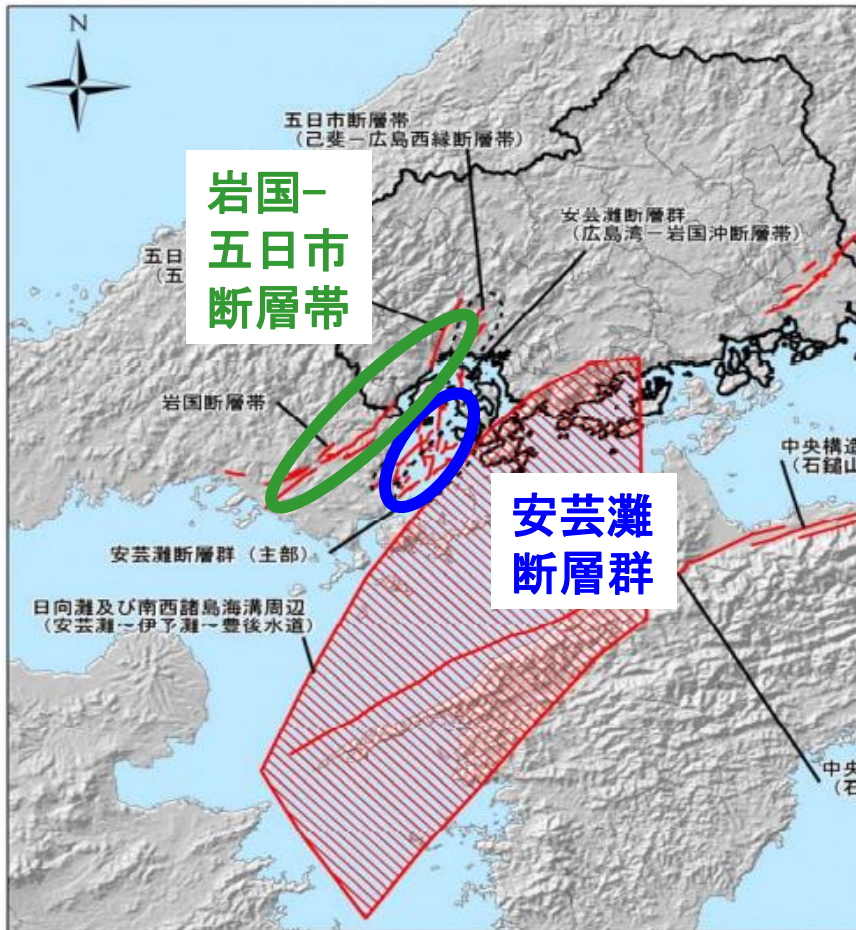 N
五日市断層帯
(己斐－広島西縁断層帯)
岩国-
五日市
断層帯
安芸灘断層群
(広島湾－岩国沖断層帯)
五日
(五
岩国断層帯
中央構造
(石鎚山
安芸灘
断層群
安芸灘断層群（主部）
日向灘及び南西諸島海溝周辺
(安芸灘～伊予灘～豊後水道)
中央
(石